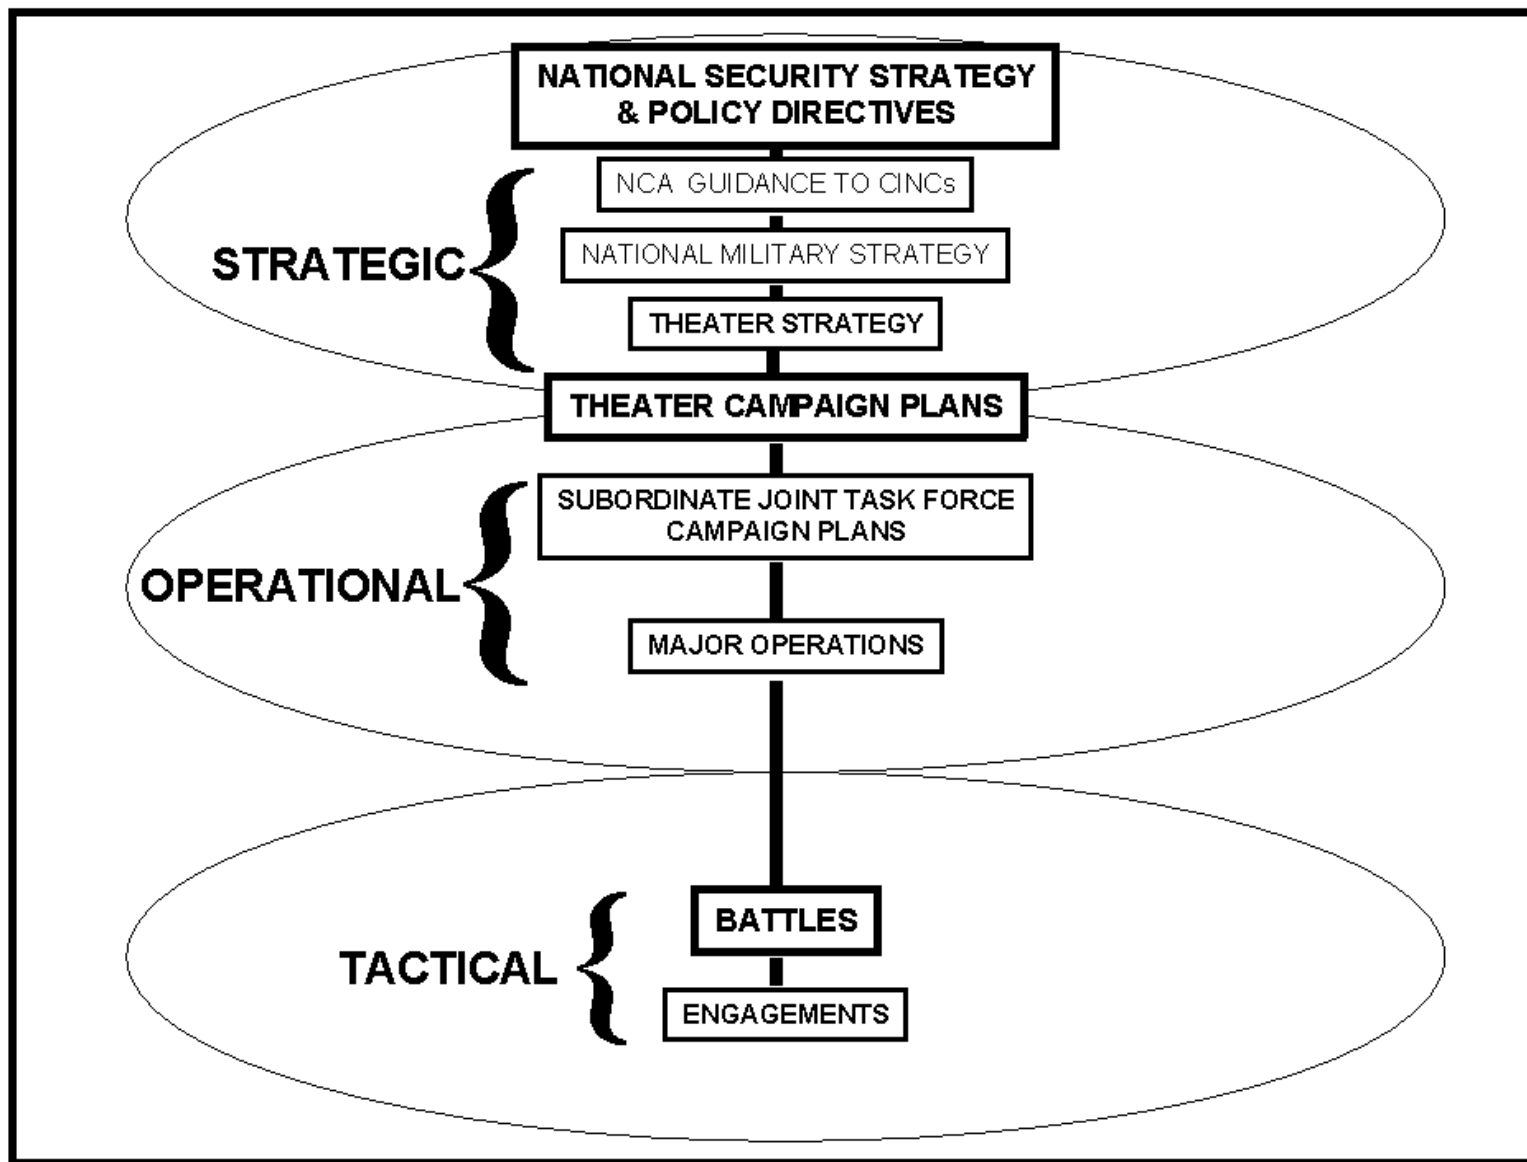 NATIONAL SECURITY STRATEGY
& POLICY DIRECTIVES
NCA GUIDANCE TO CINCs
STRATEGIC
NATIONAL MILITARY STRATEGY
THEATER STRATEGY
THEATER CAMPAIGN PLANS
SUBORDINATE JOINT TASK FORCE
CAMPAIGN PLANS
OPERATIONAL
MAJOR OPERATIONS
BATTLES
TACTICAL
ENGAGEMENTS